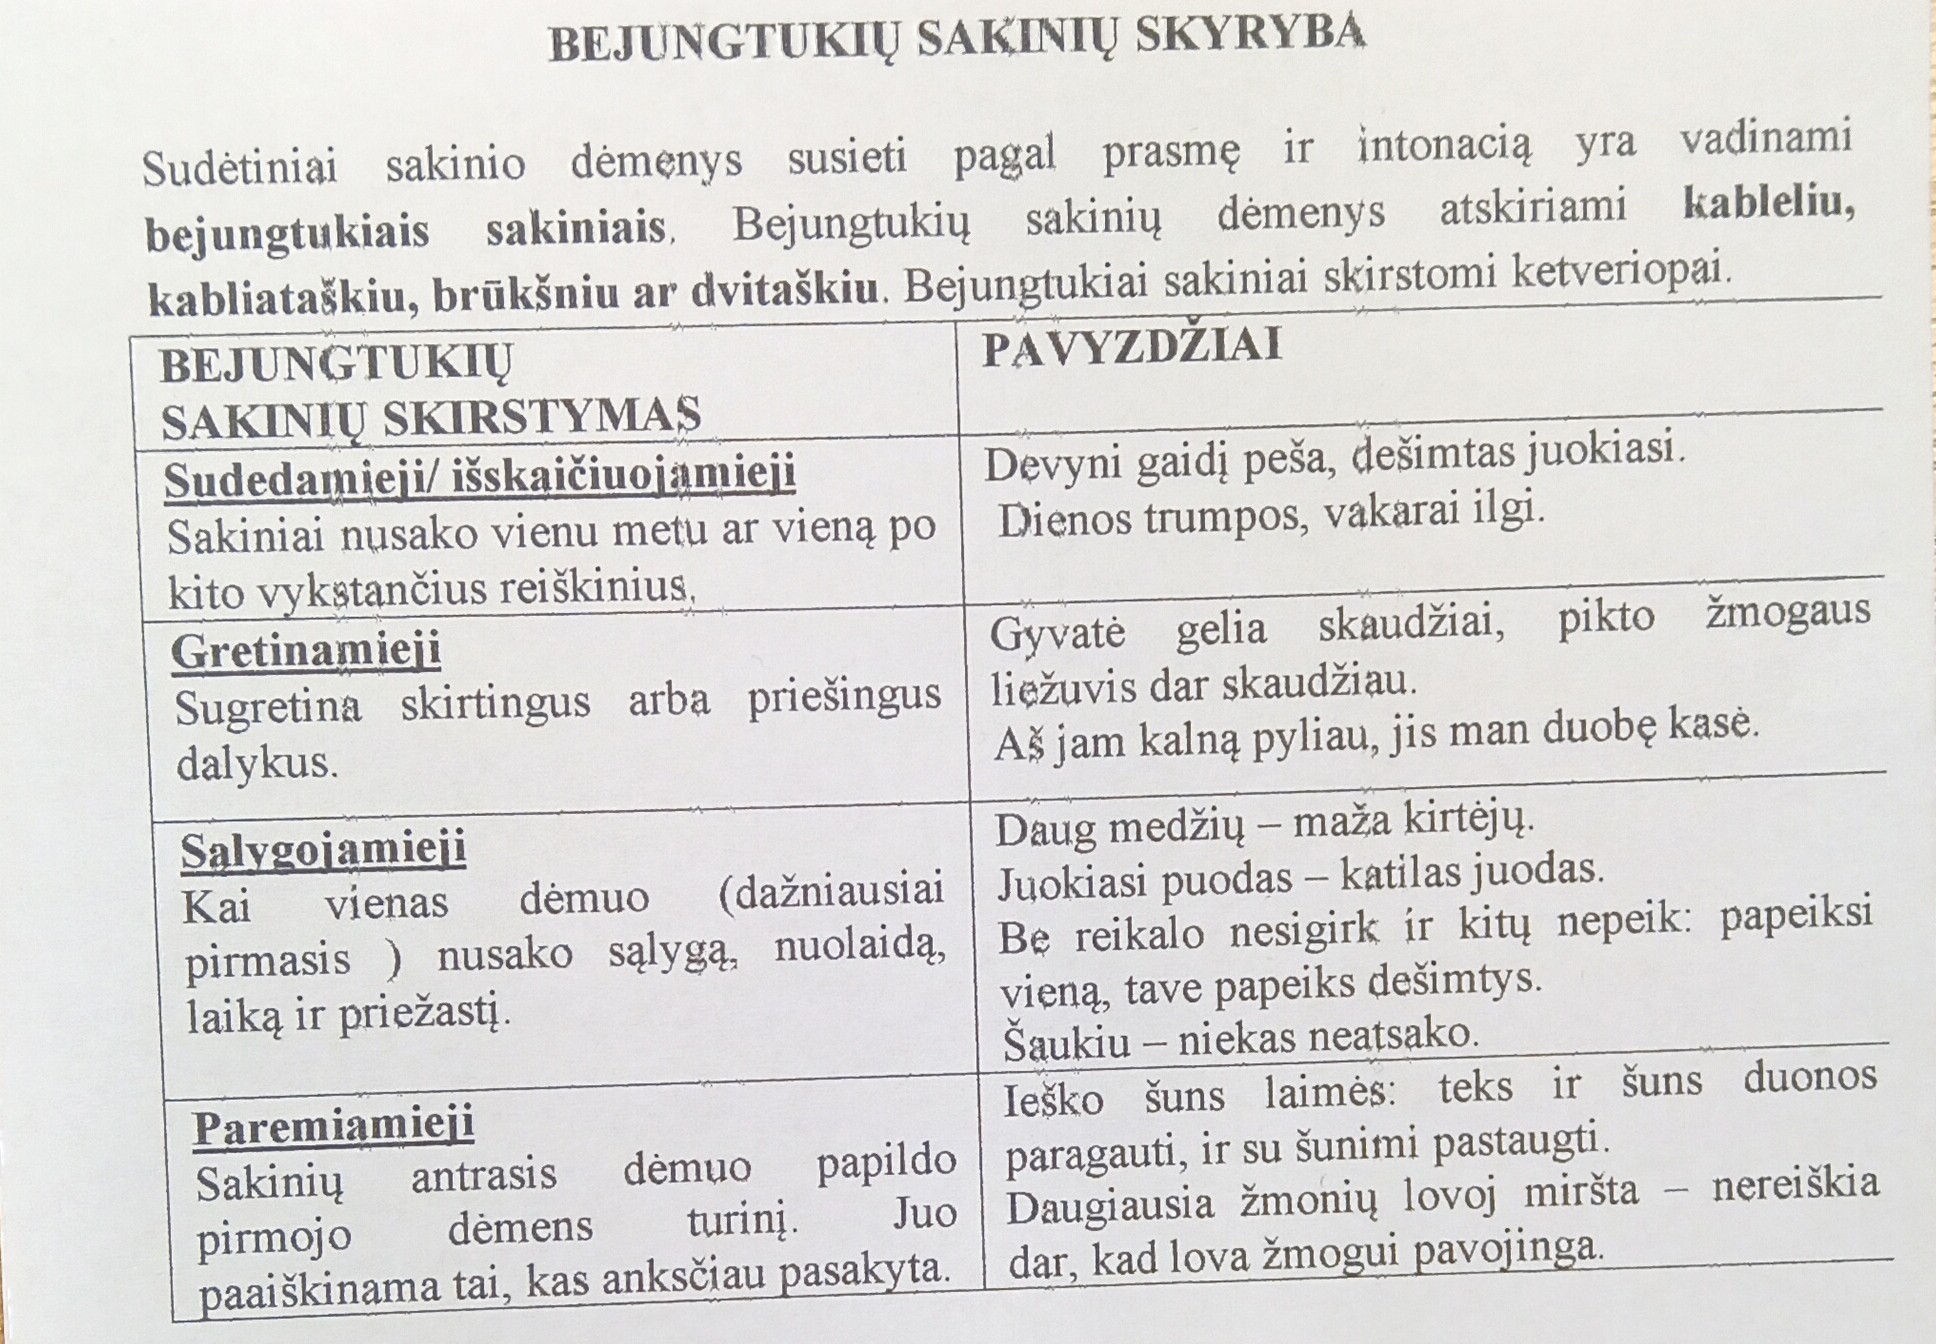 BEJUNGTUKIŲ SAKINIŲ SKYRYBA
Sudėtiniai sakinio dėmenys susieti pagal prasmę ir intonaciją yra vadinami
bejungtukiais sakiniais. Bejungtukių sakinių dėmenys atskiriami kableliu,
kabliataškiu, brūkšniu ar dvitaškiu. Bejungtukiai sakiniai skirstomi ketveriopai.
BEJUNGTUKIŲ
SAKINIŲ SKIRSTYMAS
PAVYZDŽIAI
Sudedamieji/ išskaičiuojamieji
Sakiniai nusako vienu metu ar vieną po
kito vykstančius reiškinius.
Devyni gaidį peša, dešimtas juokiasi.
Dienos trumpos, vakarai ilgi.
Gretinamieji
Sugretina skirtingus arba priešingus
dalykus.
Gyvatė gelia skaudžiai, pikto žmogaus
liežuvis dar skaudžiau.
Aš jam kalną pyliau, jis man duobę kasė.
Sąlygojamieji
Kai vienas dėmuo (dažniausiai
pirmasis ) nusako sąlygą, nuolaidą,
laiką ir priežastį.
Daug medžių – maža kirtėjų.
Juokiasi puodas – katilas juodas.
Be reikalo nesigirk ir kitų nepeik: papeiksi
vieną, tave papeiks dešimtys.
Šaukiu – niekas neatsako.
Paremiamieji
Sakinių antrasis dėmuo papildo
pirmojo dėmens turinį. Juo
paaiškinama tai, kas anksčiau pasakyta.
Ieško šuns laimės: teks ir šuns duonos
paragauti, ir su šunimi pastaugti.
Daugiausia žmonių lovoj miršta – nereiškia
dar, kad lova žmogui pavojinga.